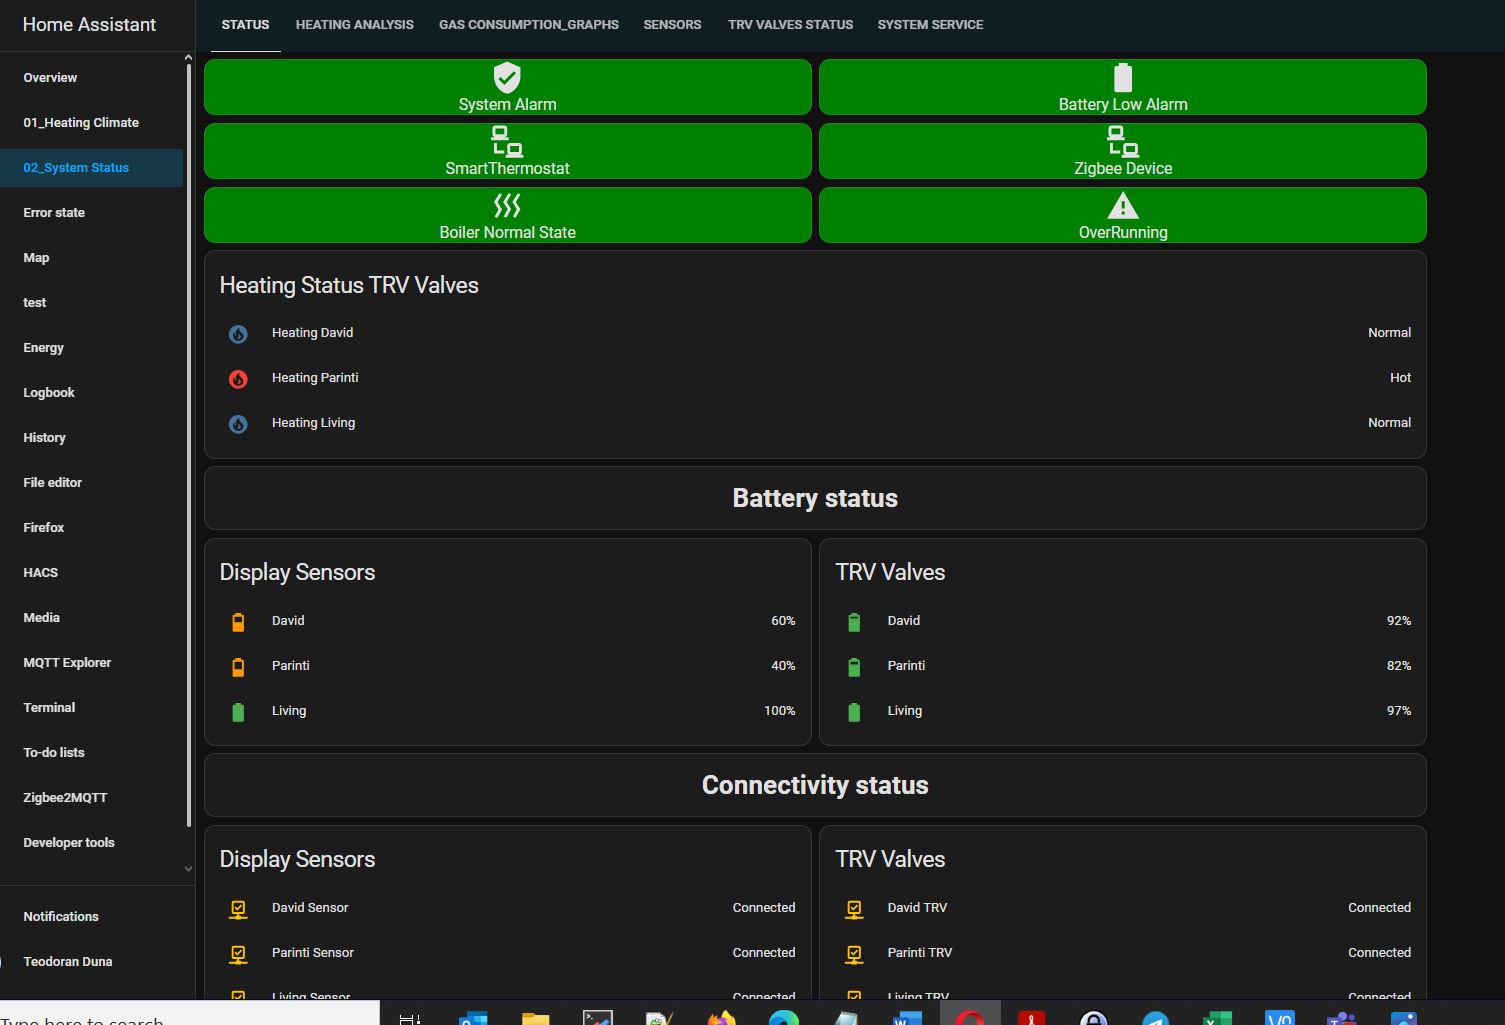 Home Assistant
STATUS HEATING ANALYSIS GAS CONSUMPTION_GRAPHS SENSORS TRV VALVES STATUS SYSTEM SERVICE
Overview
01_Heating Climate
02_System Status
Error state
Map
test
Energy
Logbook
History
File editor
Firefox
HACS
Media
MQTT Explorer
Terminal
To-do lists
Zigbee2MQTT
Developer tools
Notifications
Teodoran Duna
System Alarm
Battery Low Alarm
SmartThermostat
Zigbee Device
Boiler Normal State
OverRunning
Heating Status TRV Valves
Heating David Normal
Heating Parinti Hot
Heating Living Normal
Battery status
Display Sensors
David 60%
Parinti 40%
Living 100%
TRV Valves
David 92%
Parinti 82%
Living 97%
Connectivity status
Display Sensors
David Sensor Connected
Parinti Sensor Connected
Living Sensor Connected
TRV Valves
David TRV Connected
Parinti TRV Connected
Living TRV Connected
Type here to search